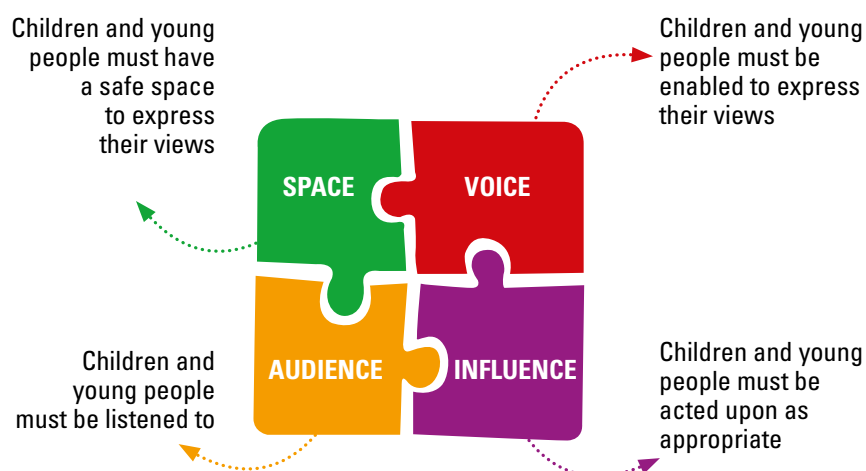 Children and young
people must have
a safe space
to express
their views
Children and young
people must be
enabled to express
their views
SPACE
VOICE
AUDIENCE
INFLUENCE
Children and
young people
must be listened to
Children and young
people must be
acted upon as
appropriate